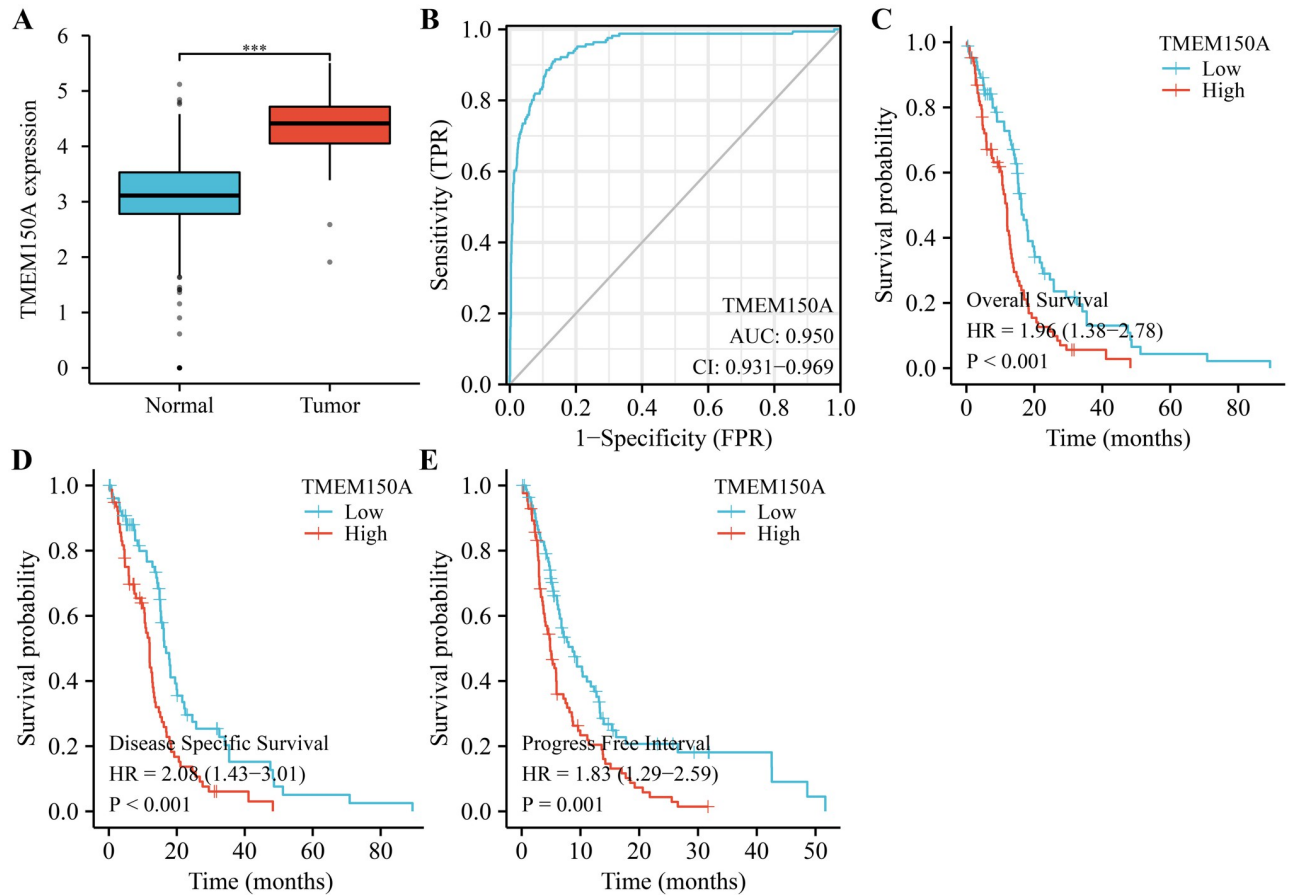 A
TMEM150A expression
6
5
4
3
2
1
0
***
Normal
Tumor
B
Sensitivity (TPR)
1.0
0.8
0.6
0.4
0.2
0.0
TMEM150A
AUC: 0.950
CI: 0.931−0.969
0.0
0.2
0.4
0.6
0.8
1.0
1−Specificity (FPR)
C
Survival probability
1.0
0.8
0.6
0.4
0.2
0.0
TMEM150A
Low
High
Overall Survival
HR = 1.96 (1.38−2.78)
P < 0.001
0
20
40
60
80
Time (months)
D
Survival probability
1.0
0.8
0.6
0.4
0.2
0.0
TMEM150A
Low
High
Disease Specific Survival
HR = 2.08 (1.43−3.01)
P < 0.001
0
20
40
60
80
Time (months)
E
Survival probability
1.0
0.8
0.6
0.4
0.2
0.0
TMEM150A
Low
High
Progress Free Interval
HR = 1.83 (1.29−2.59)
P = 0.001
0
10
20
30
40
50
Time (months)